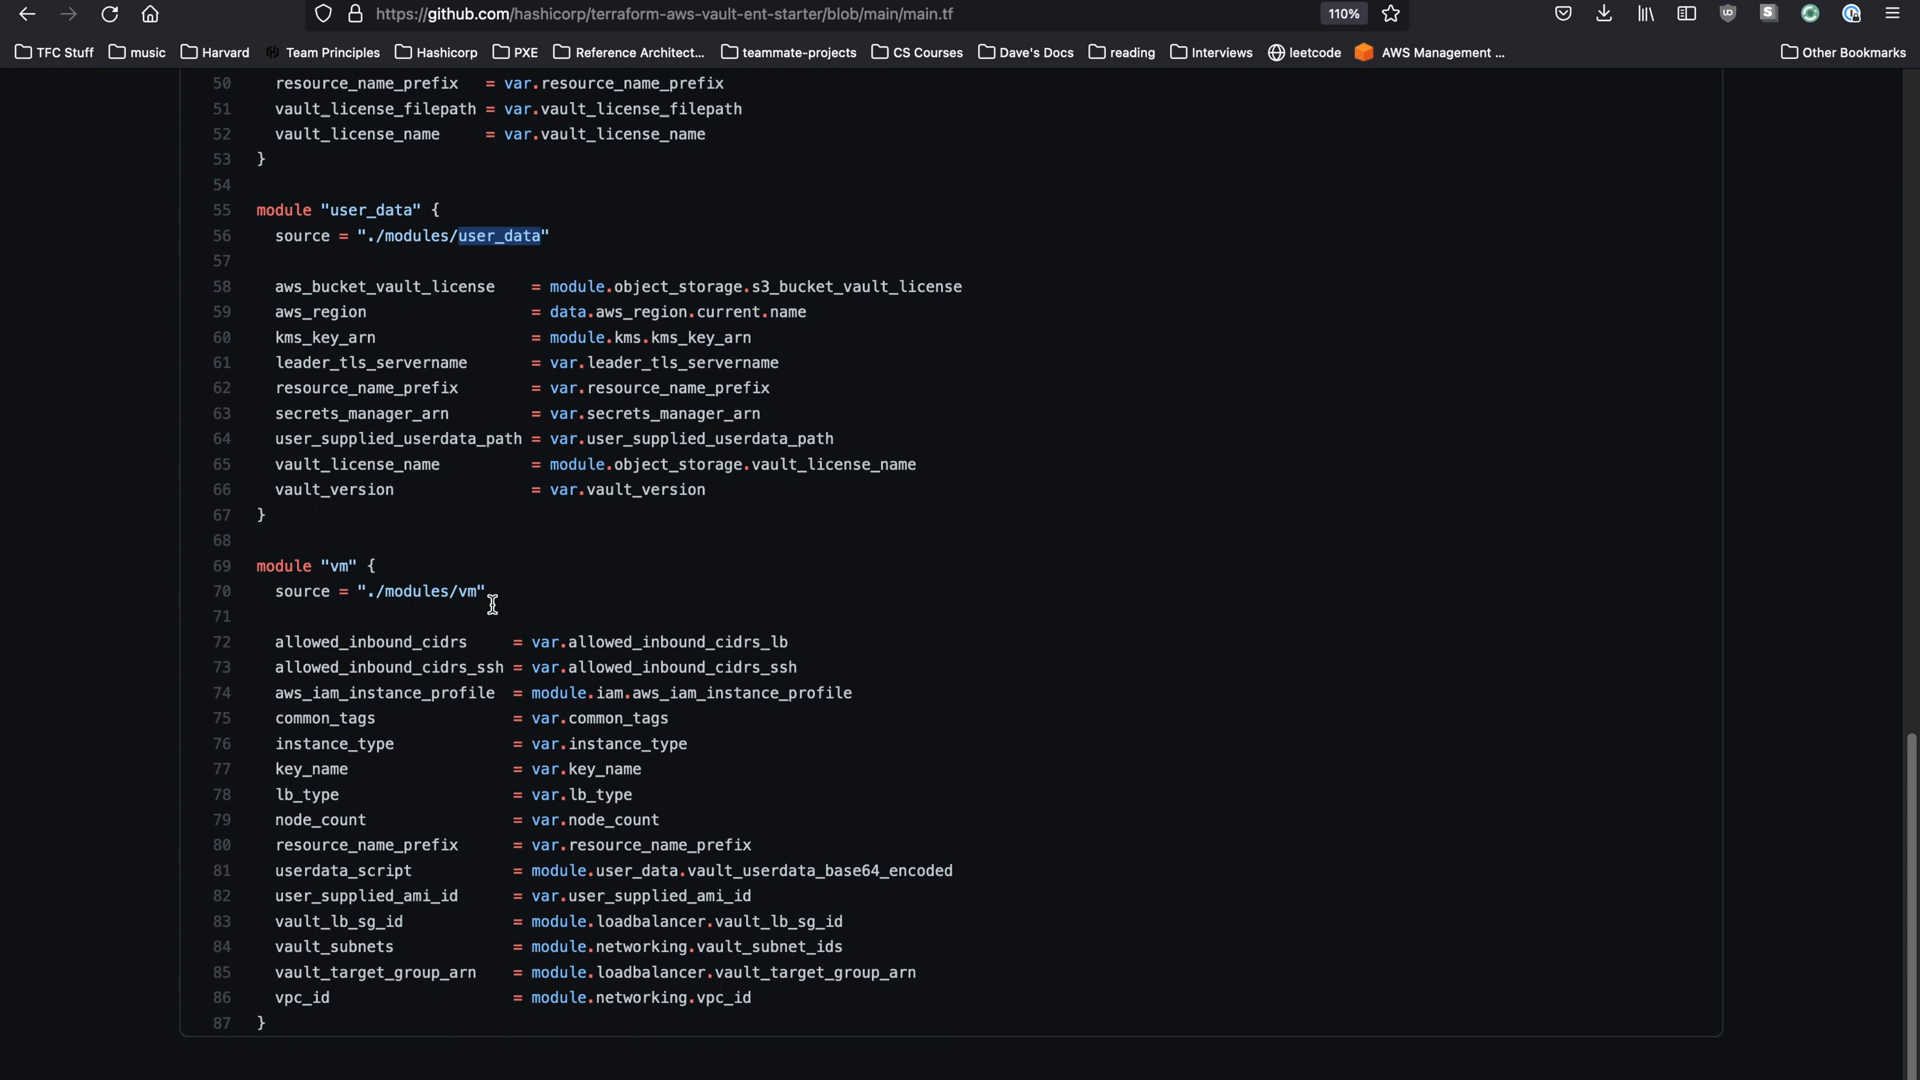 https://github.com/hashicorp/terraform-aws-vault-ent-starter/blob/main/main.tf 110%
TFC Stuff music Harvard Team Principles Hashicorp PXE Reference Architect... teammate-projects CS Courses Dave's Docs reading Interviews leetcode AWS Management ... Other Bookmarks
50 resource_name_prefix = var.resource_name_prefix
51 vault_license_filepath = var.vault_license_filepath
52 vault_license_name = var.vault_license_name
53 }
54
55 module "user_data" {
56 source = "./modules/user_data"
57
58 aws_bucket_vault_license = module.object_storage.s3_bucket_vault_license
59 aws_region = data.aws_region.current.name
60 kms_key_arn = module.kms.kms_key_arn
61 leader_tls_servername = var.leader_tls_servername
62 resource_name_prefix = var.resource_name_prefix
63 secrets_manager_arn = var.secrets_manager_arn
64 user_supplied_userdata_path = var.user_supplied_userdata_path
65 vault_license_name = module.object_storage.vault_license_name
66 vault_version = var.vault_version
67 }
68
69 module "vm" {
70 source = "./modules/vm"
71
72 allowed_inbound_cidrs = var.allowed_inbound_cidrs_lb
73 allowed_inbound_cidrs_ssh = var.allowed_inbound_cidrs_ssh
74 aws_iam_instance_profile = module.iam.aws_iam_instance_profile
75 common_tags = var.common_tags
76 instance_type = var.instance_type
77 key_name = var.key_name
78 lb_type = var.lb_type
79 node_count = var.node_count
80 resource_name_prefix = var.resource_name_prefix
81 userdata_script = module.user_data.vault_userdata_base64_encoded
82 user_supplied_ami_id = var.user_supplied_ami_id
83 vault_lb_sg_id = module.loadbalancer.vault_lb_sg_id
84 vault_subnets = module.networking.vault_subnet_ids
85 vault_target_group_arn = module.loadbalancer.vault_target_group_arn
86 vpc_id = module.networking.vpc_id
87 }